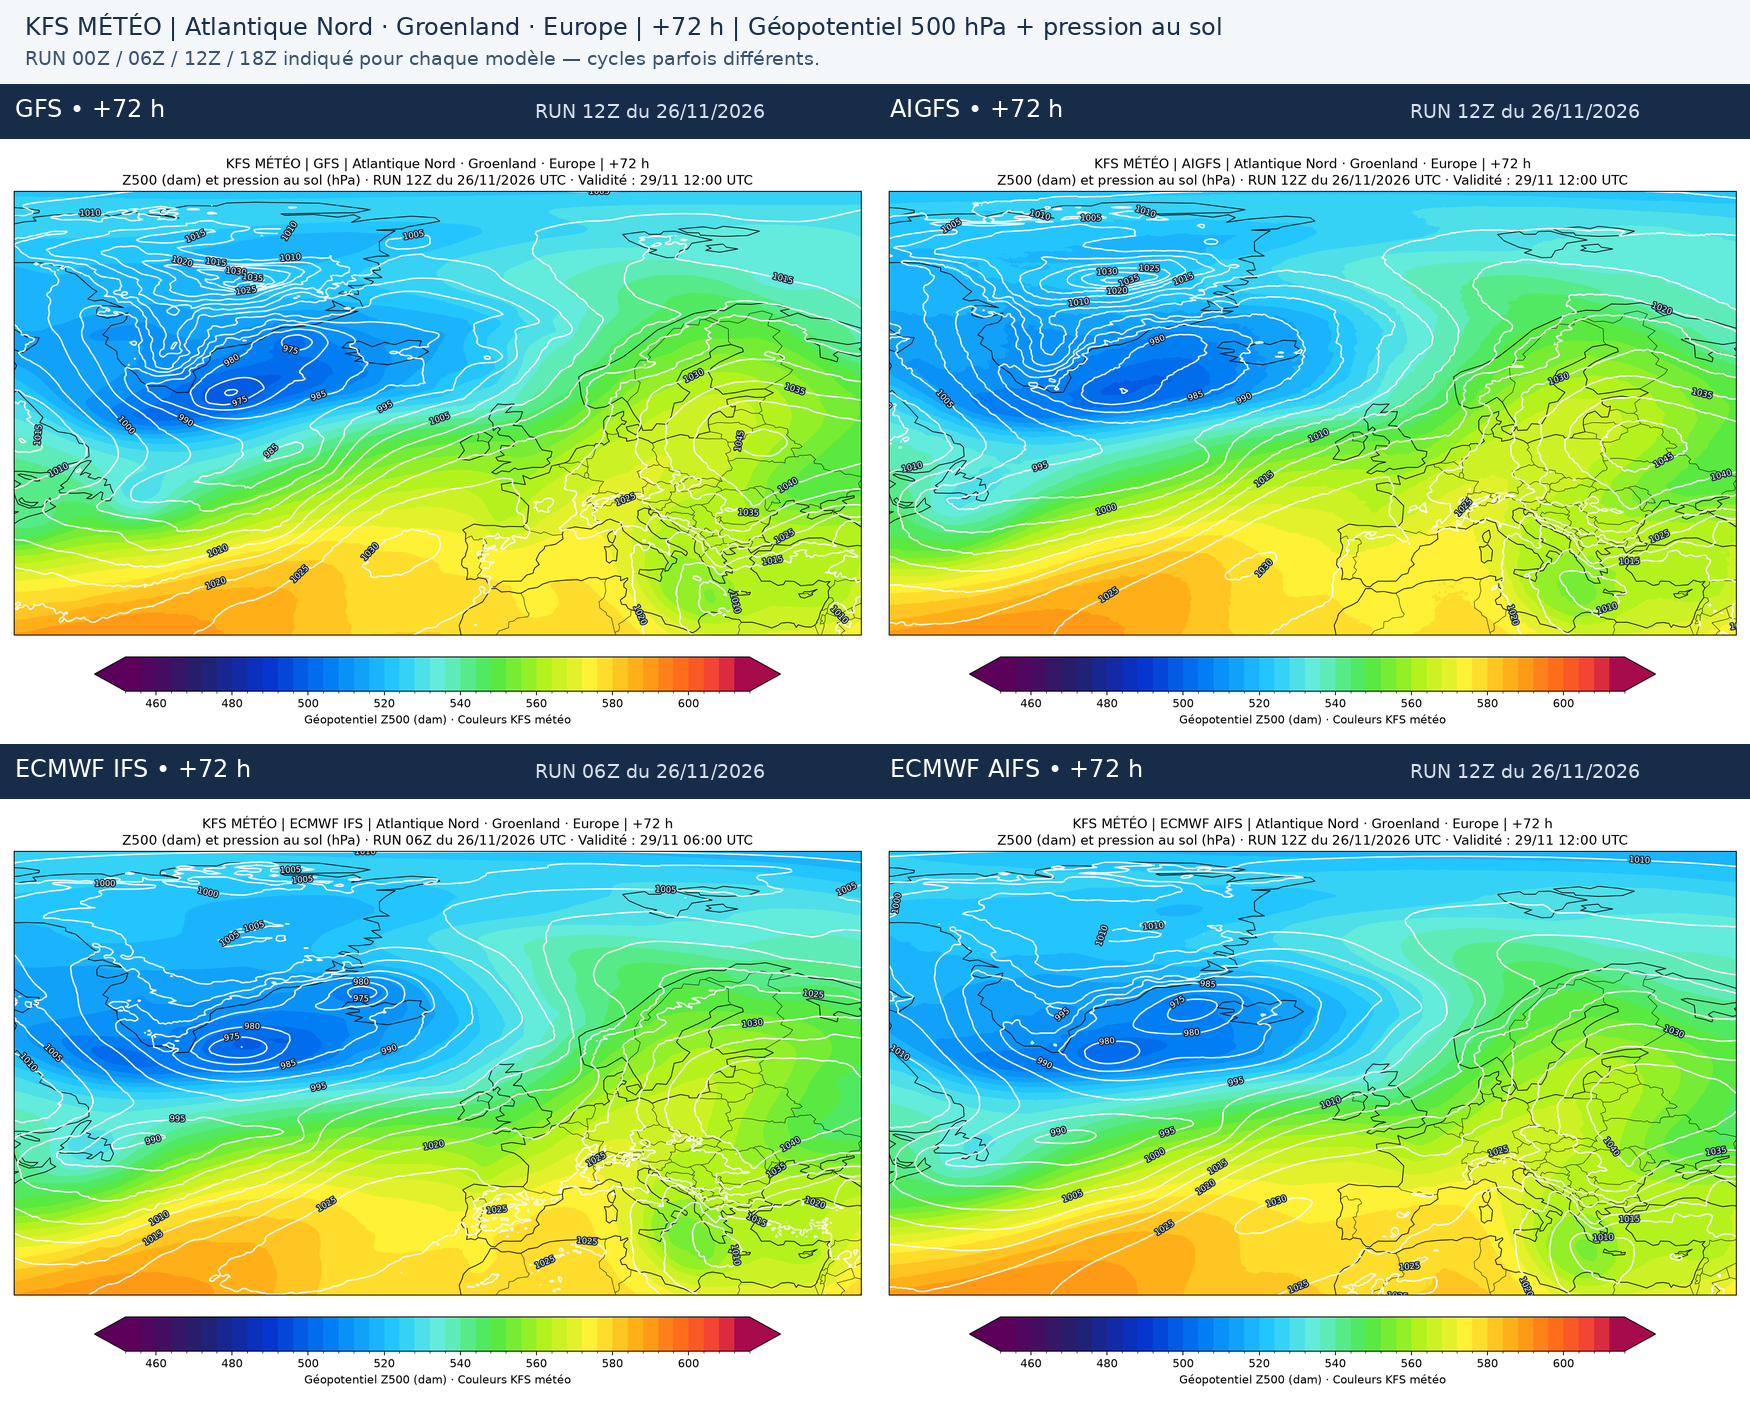 KFS MÉTÉO | Atlantique Nord · Groenland · Europe | +72 h | Géopotentiel 500 hPa + pression au sol
RUN 00Z / 06Z / 12Z / 18Z indiqué pour chaque modèle — cycles parfois différents.
GFS • +72 h RUN 12Z du 26/11/2026
KFS MÉTÉO | GFS | Atlantique Nord · Groenland · Europe | +72 h
Z500 (dam) et pression au sol (hPa) · RUN 12Z du 26/11/2026 UTC · Validité : 29/11 12:00 UTC
460 480 500 520 540 560 580 600
Géopotentiel Z500 (dam) · Couleurs KFS météo
AIGFS • +72 h RUN 12Z du 26/11/2026
KFS MÉTÉO | AIGFS | Atlantique Nord · Groenland · Europe | +72 h
Z500 (dam) et pression au sol (hPa) · RUN 12Z du 26/11/2026 UTC · Validité : 29/11 12:00 UTC
460 480 500 520 540 560 580 600
Géopotentiel Z500 (dam) · Couleurs KFS météo
ECMWF IFS • +72 h RUN 06Z du 26/11/2026
KFS MÉTÉO | ECMWF IFS | Atlantique Nord · Groenland · Europe | +72 h
Z500 (dam) et pression au sol (hPa) · RUN 06Z du 26/11/2026 UTC · Validité : 29/11 06:00 UTC
460 480 500 520 540 560 580 600
Géopotentiel Z500 (dam) · Couleurs KFS météo
ECMWF AIFS • +72 h RUN 12Z du 26/11/2026
KFS MÉTÉO | ECMWF AIFS | Atlantique Nord · Groenland · Europe | +72 h
Z500 (dam) et pression au sol (hPa) · RUN 12Z du 26/11/2026 UTC · Validité : 29/11 12:00 UTC
460 480 500 520 540 560 580 600
Géopotentiel Z500 (dam) · Couleurs KFS météo